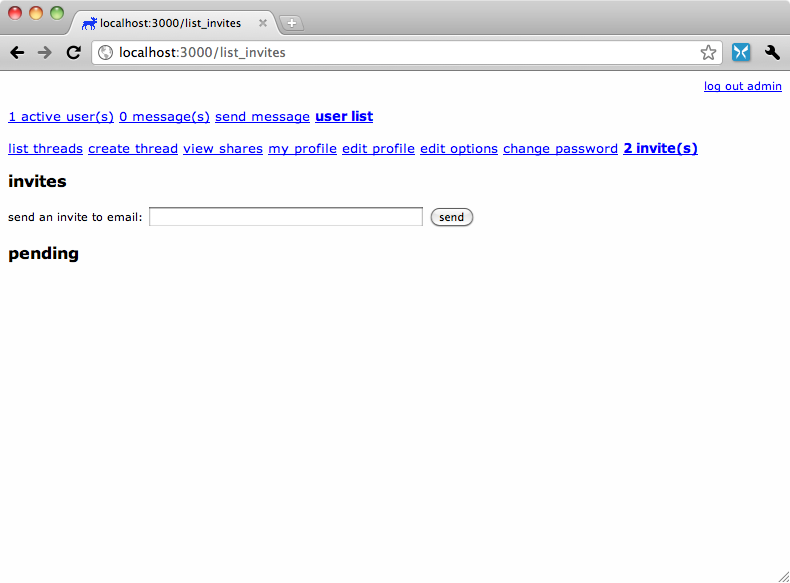 localhost:3000/list_invites
localhost:3000/list_invites
log out admin
1 active user(s) 0 message(s) send message user list
list threads create thread view shares my profile edit profile edit options change password 2 invite(s)
invites
send an invite to email: send
pending